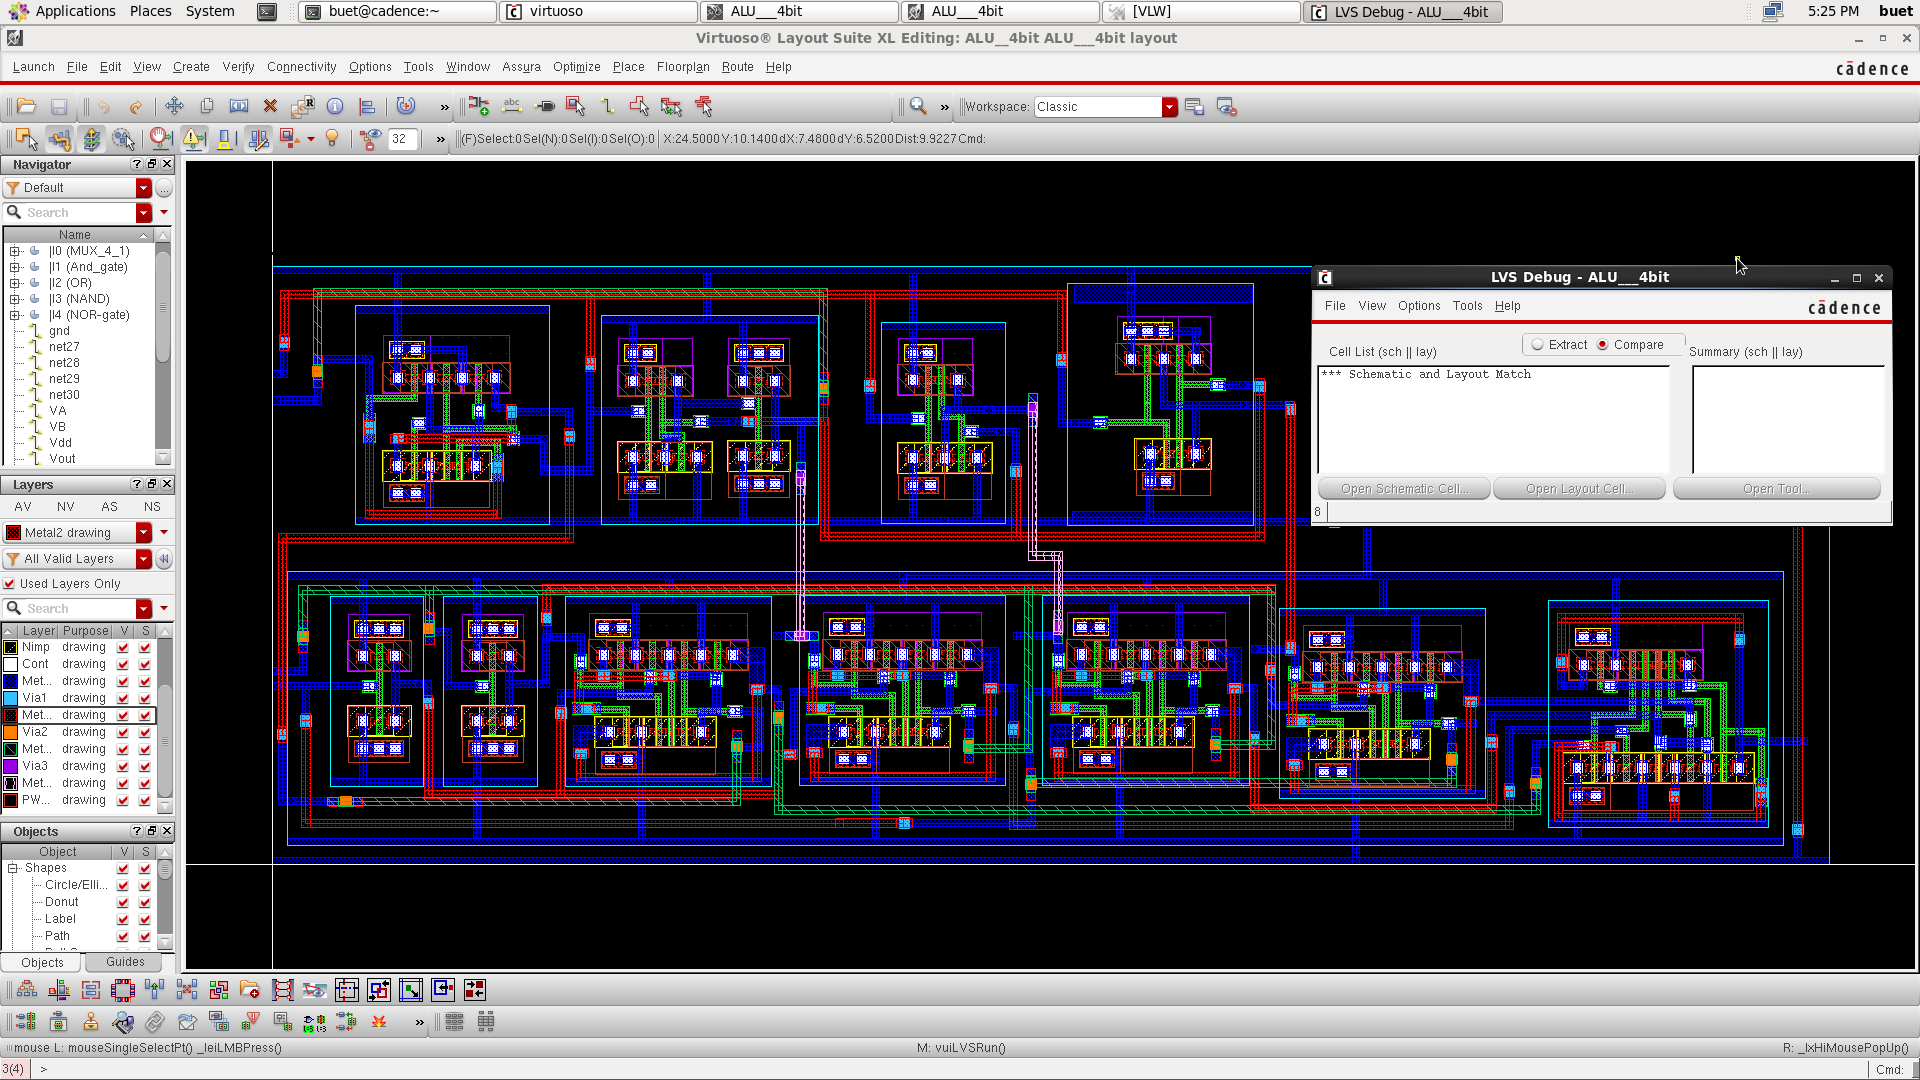 Applications Places System buet@cadence:~ virtuoso ALU___4bit ALU___4bit [VLW] LVS Debug - ALU___4bit 5:25 PM buet
Virtuoso® Layout Suite XL Editing: ALU__4bit ALU___4bit layout
Launch File Edit View Create Verify Connectivity Options Tools Window Assura Optimize Place Floorplan Route Help cādence
abc
R
» » » Workspace: Classic
32 » (F)Select:0 Sel(N):0 Sel(I):0 Sel(O):0 X:24.5000 Y:10.1400 dX:7.4800 dY:6.5200 Dist:9.9227 Cmd:
Navigator
Default
Search
Name
|I0 (MUX_4_1)
|I1 (And_gate)
|I2 (OR)
|I3 (NAND)
|I4 (NOR-gate)
gnd
net27
net28
net29
net30
VA
VB
Vdd
Vout
Layers
AV NV AS NS
Metal2 drawing
All Valid Layers
Used Layers Only
Search
Layer Purpose V S
Nimp drawing
Cont drawing
Met... drawing
Via1 drawing
Met... drawing
Via2 drawing
Met... drawing
Via3 drawing
Met... drawing
PW... drawing
Objects
Object V S
Shapes
Circle/Elli...
Donut
Label
Path
Objects Guides
LVS Debug - ALU___4bit
File View Options Tools Help cādence
Extract Compare
Cell List (sch || lay) Summary (sch || lay)
*** Schematic and Layout Match
Open Schematic Cell... Open Layout Cell... Open Tool...
8
»
mouse L: mouseSingleSelectPt() _leiLMBPress() M: vuiLVSRun() R: _lxHiMousePopUp()
3(4) > Cmd: